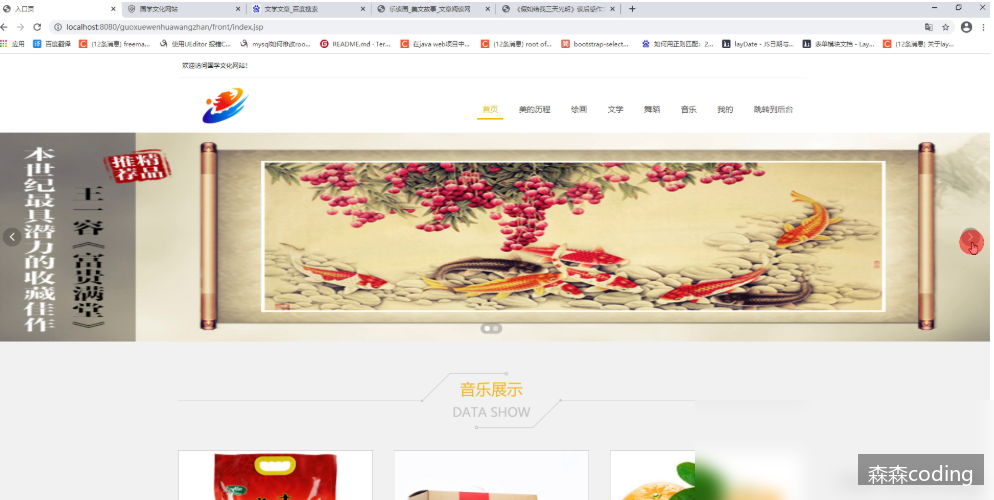 入口页
国学文化网站
文学文章_百度搜索
乐读网_美文故事_文章阅读网
《假如给我三天光明》读后感作:
localhost:8080/guoxuewenhuawangzhan/front/index.jsp
应用
百度翻译
(12条消息) freema...
使用UEditor 报错C...
mysql如何修改roo...
README.md · Ter...
在java web项目中...
(12条消息) root of...
bootstrap-select...
如何用正则匹配: 2...
layDate - JS日期与...
表单模块文档 - Lay...
(12条消息) 关于lay...
欢迎访问国学文化网站!
首页
美的历程
绘画
文学
舞蹈
音乐
我的
跳转到后台
本世纪最具潜力的收藏佳作
王一容《富贵满堂》
推精
荐品
音乐展示
DATA SHOW
森森coding